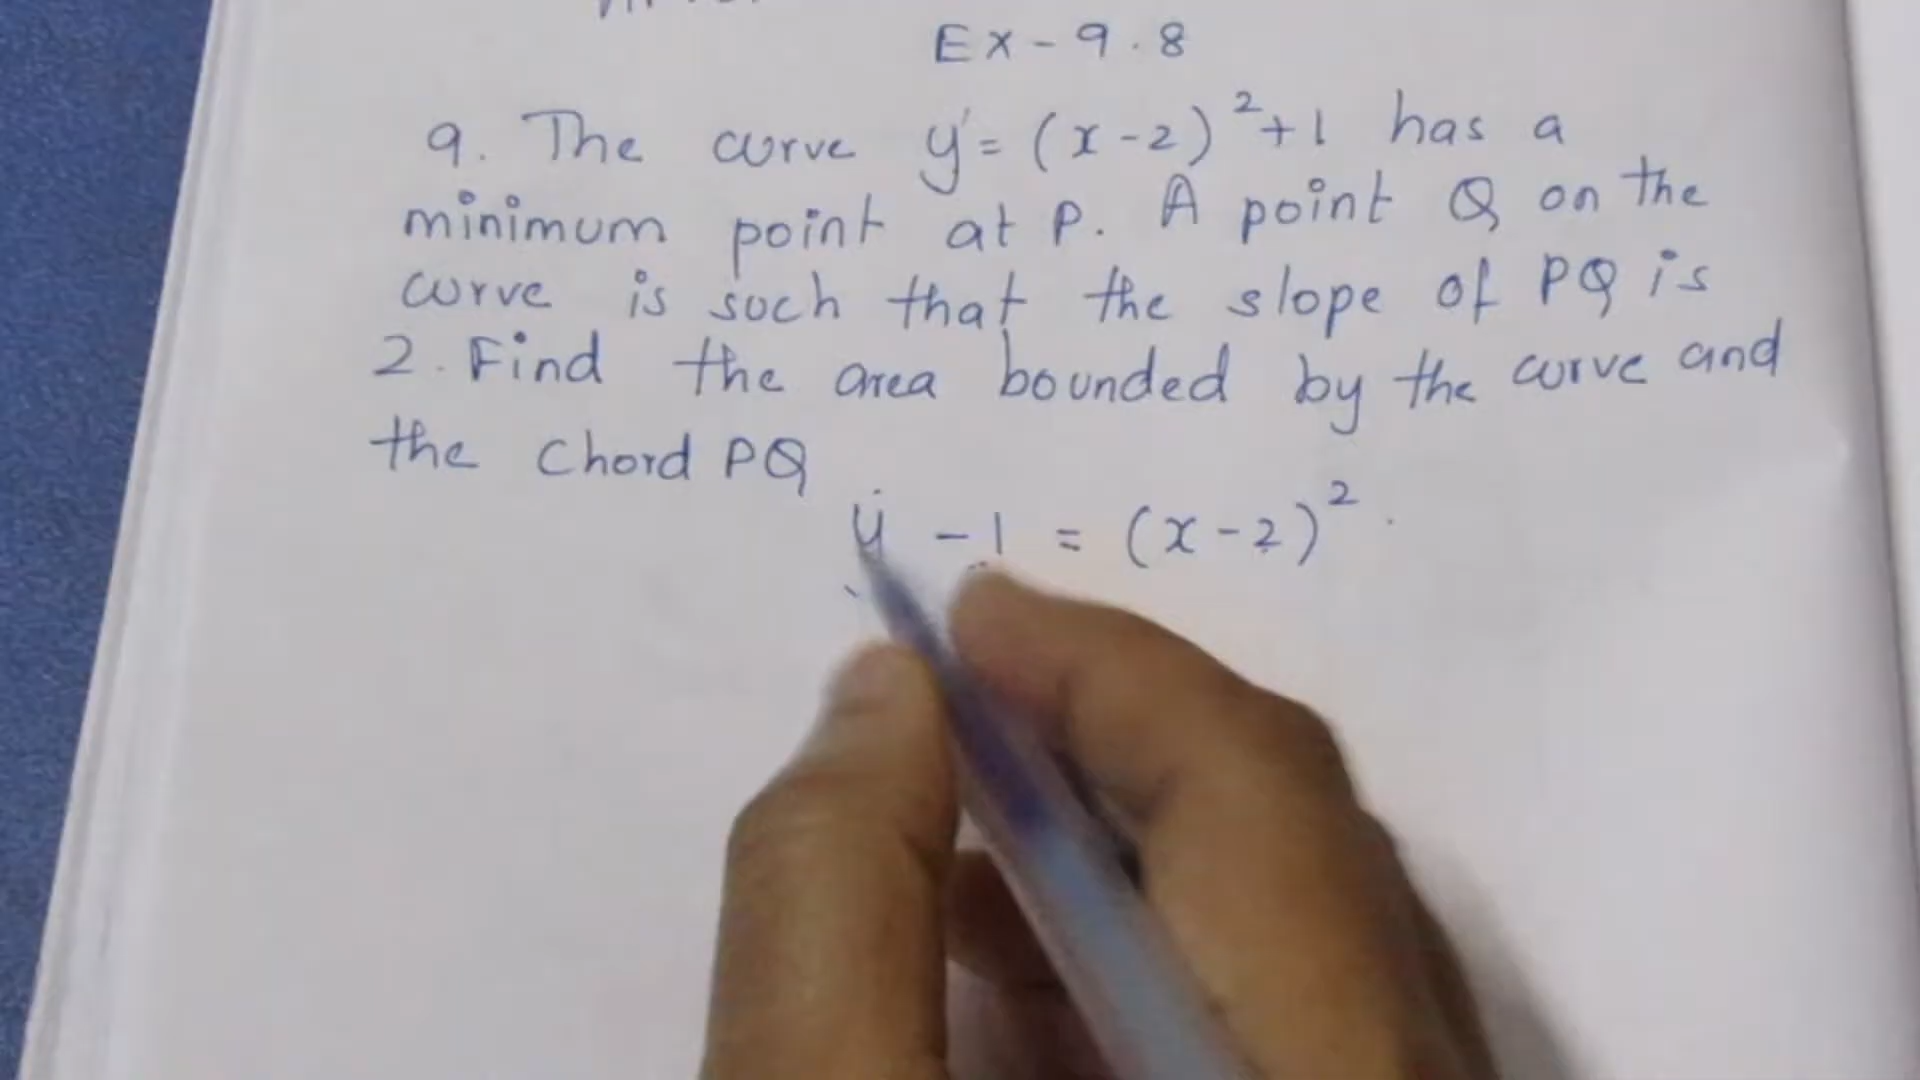 Ex - 9.8
9. The curve y = (x-2)²+1 has a
minimum point at P. A point Q on the
curve is such that the slope of PQ is
2. Find the area bounded by the curve and
the chord PQ
y - 1 = (x-2)²